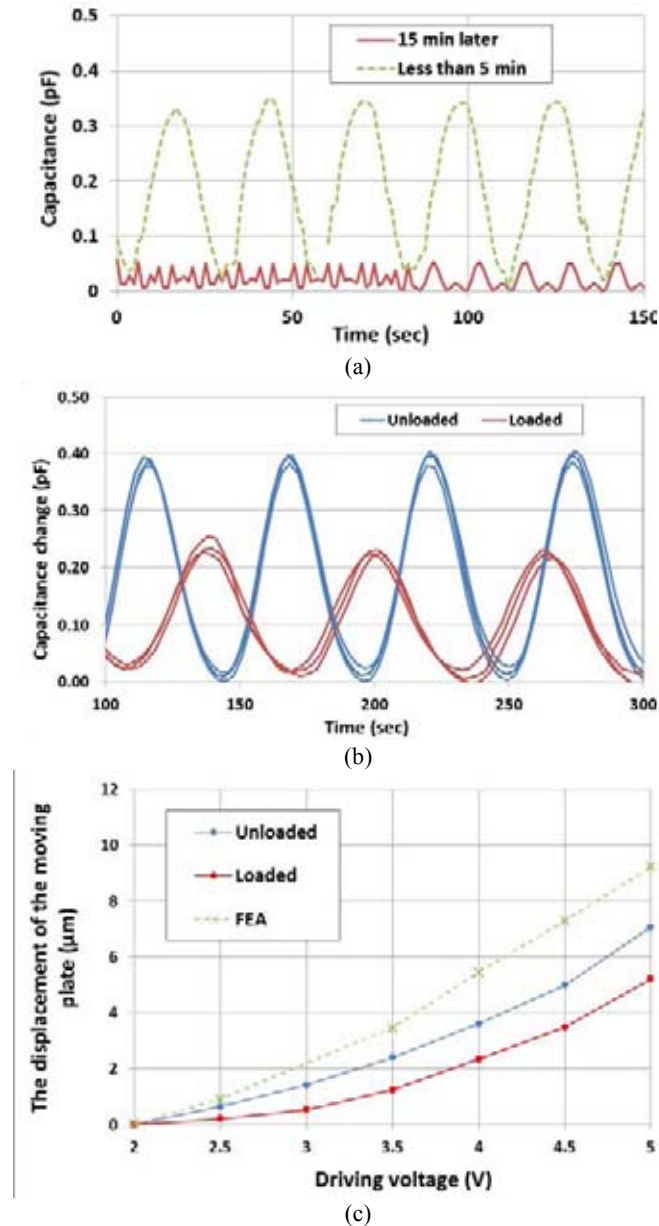 0.5
0.4
0.3
0.2
0.1
0
Capacitance (pF)
15 min later
Less than 5 min
0 50 100 150
Time (sec)
(a)
0.50
0.40
0.30
0.20
0.10
0.00
Capacitance change (pF)
Unloaded Loaded
100 150 200 250 300
Time (sec)
(b)
12
10
8
6
4
2
0
The displacement of the moving
plate (μm)
Unloaded
Loaded
FEA
2 2.5 3 3.5 4 4.5 5
Driving voltage (V)
(c)